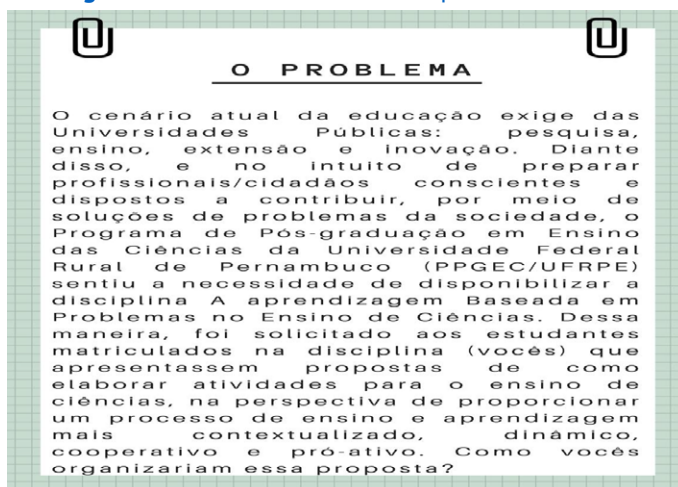 O PROBLEMA
O cenário atual da educação exige das
Universidades Públicas: pesquisa,
ensino, extensão e inovação. Diante
disso, e no intuito de preparar
profissionais/cidadãos conscientes e
dispostos a contribuir, por meio de
soluções de problemas da sociedade, o
Programa de Pós-graduação em Ensino
das Ciências da Universidade Federal
Rural de Pernambuco (PPGEC/UFRPE)
sentiu a necessidade de disponibilizar a
disciplina A aprendizagem Baseada em
Problemas no Ensino de Ciências. Dessa
maneira, foi solicitado aos estudantes
matriculados na disciplina (vocês) que
apresentassem propostas de como
elaborar atividades para o ensino de
ciências, na perspectiva de proporcionar
um processo de ensino e aprendizagem
mais contextualizado, dinâmico,
cooperativo e pró-ativo. Como vocês
organizariam essa proposta?